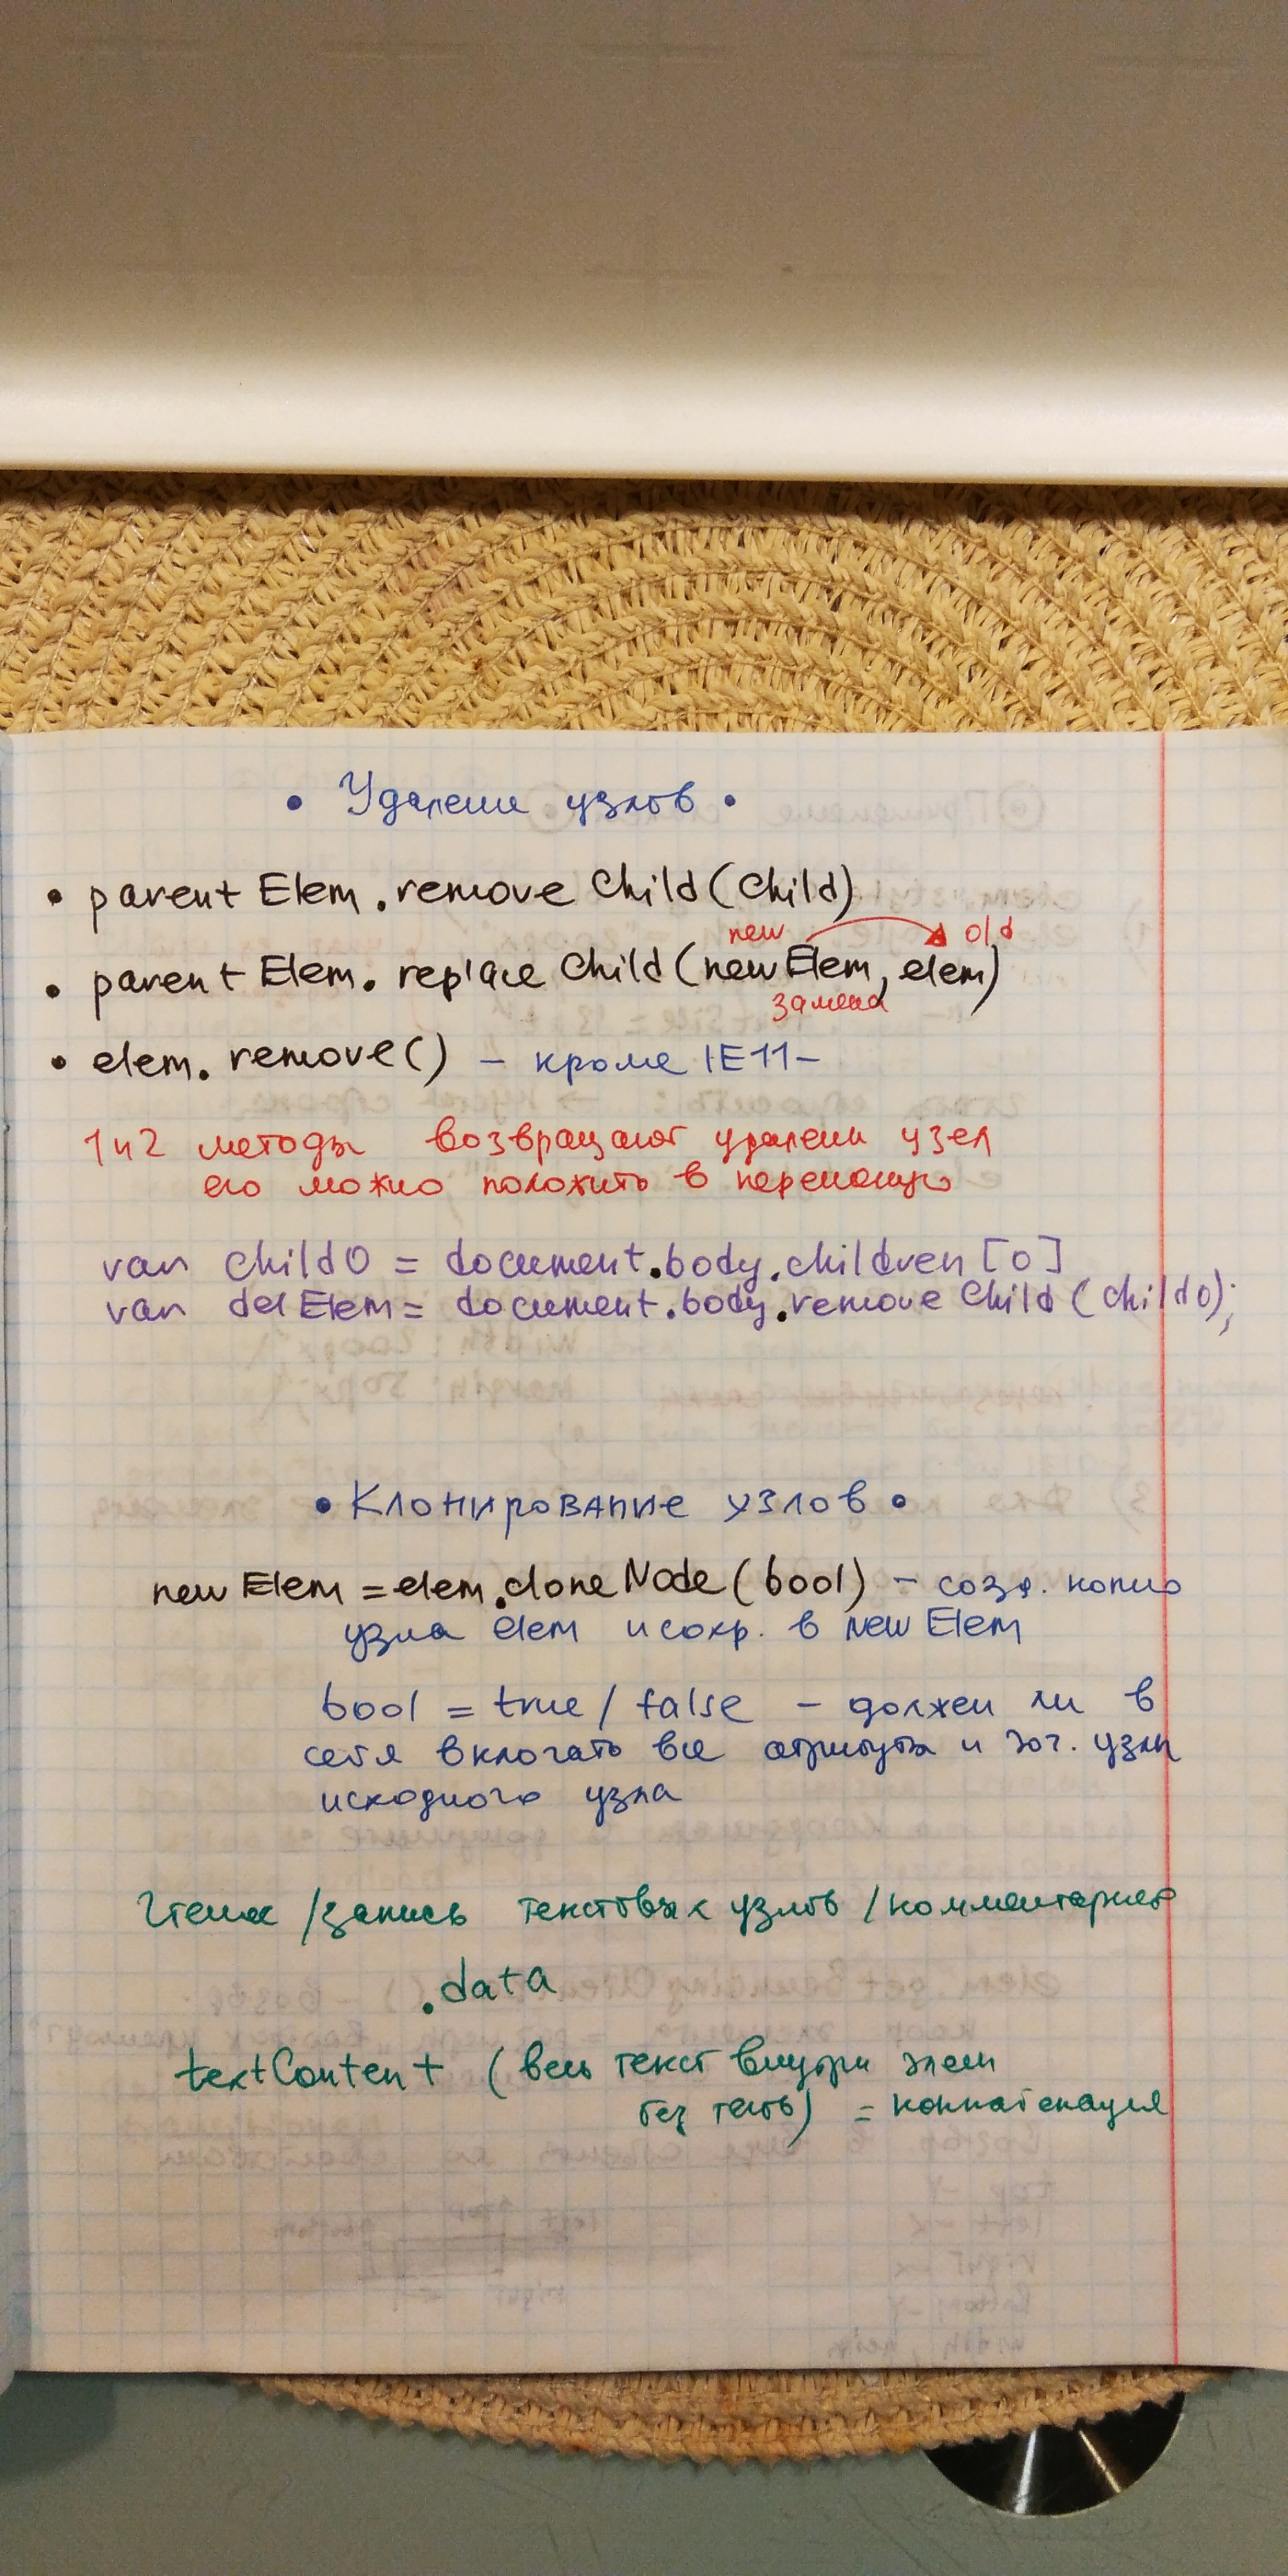 • Удаление узлов •
• parentElem.removeChild(child)
new old
• parentElem.replaceChild(newElem, elem)
замена
• elem.remove() – кроме IE11 –
1 и 2 методы возвращают удален узел
его можно положить в переменную
var child0 = document.body.children[0]
var delElem = document.body.removeChild(child0);
• Клонирование узлов •
newElem = elem.cloneNode(bool) – созд. копию
узла elem и сохр. в newElem
bool = true / false – должен ли в
себя включать все атрибуты и доч. узлы
исходного узла
Чтение / запись текстовых узлов / комментариев
.data
textContent (весь текст внутри элем
без тегов) = конкатенация